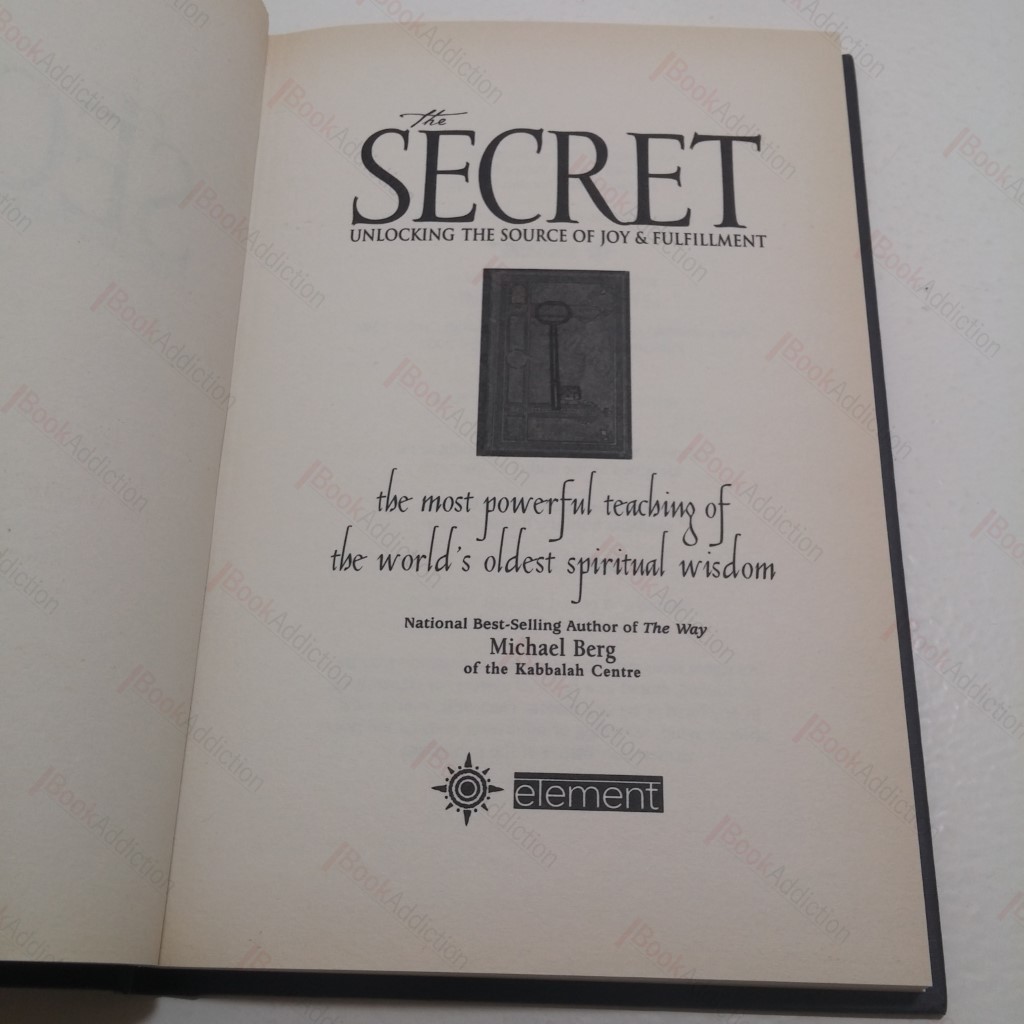 The
SECRET
UNLOCKING THE SOURCE OF JOY & FULFILLMENT
the most powerful teaching of
the world's oldest spiritual wisdom
National Best-Selling Author of The Way
Michael Berg
of the Kabbalah Centre
element
BookAddiction